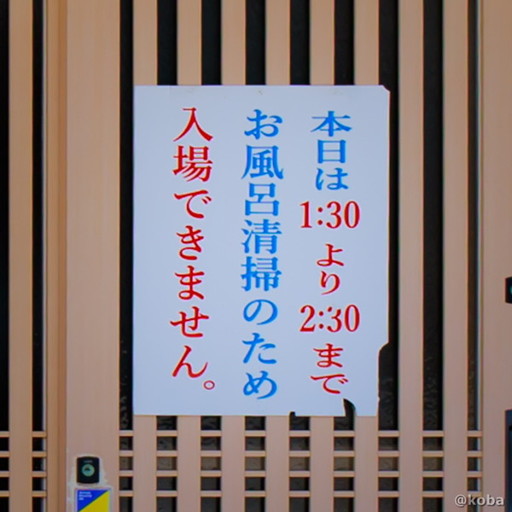 本日は1:30より2:30まで
お風呂清掃のため
入場できません。
@koba